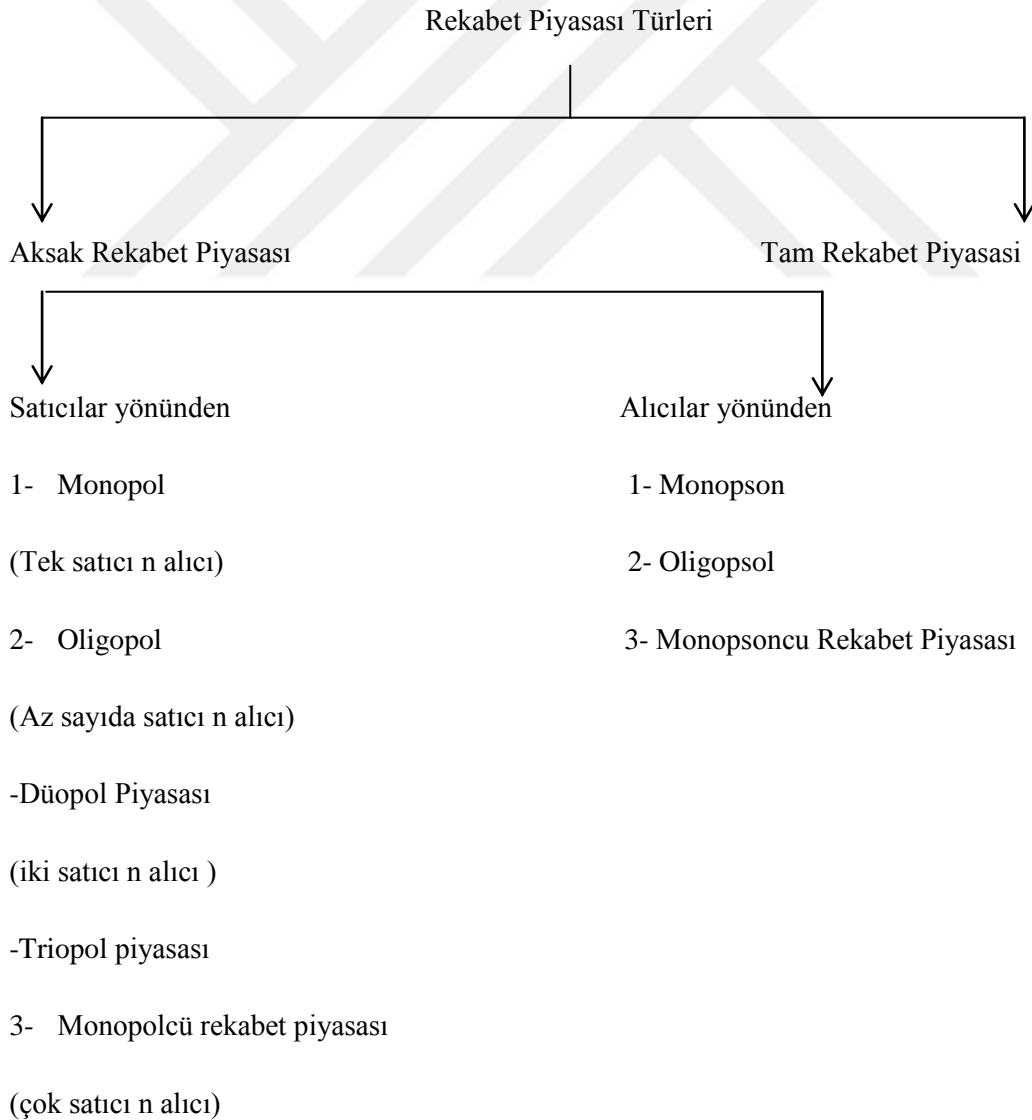 Rekabet Piyasası Türleri
Aksak Rekabet Piyasası Tam Rekabet Piyasasi
Satıcılar yönünden Alıcılar yönünden
1- Monopol 1- Monopson
(Tek satıcı n alıcı) 2- Oligopsol
2- Oligopol 3- Monopsoncu Rekabet Piyasası
(Az sayıda satıcı n alıcı)
-Düopol Piyasası
(iki satıcı n alıcı )
-Triopol piyasası
3- Monopolcü rekabet piyasası
(çok satıcı n alıcı)